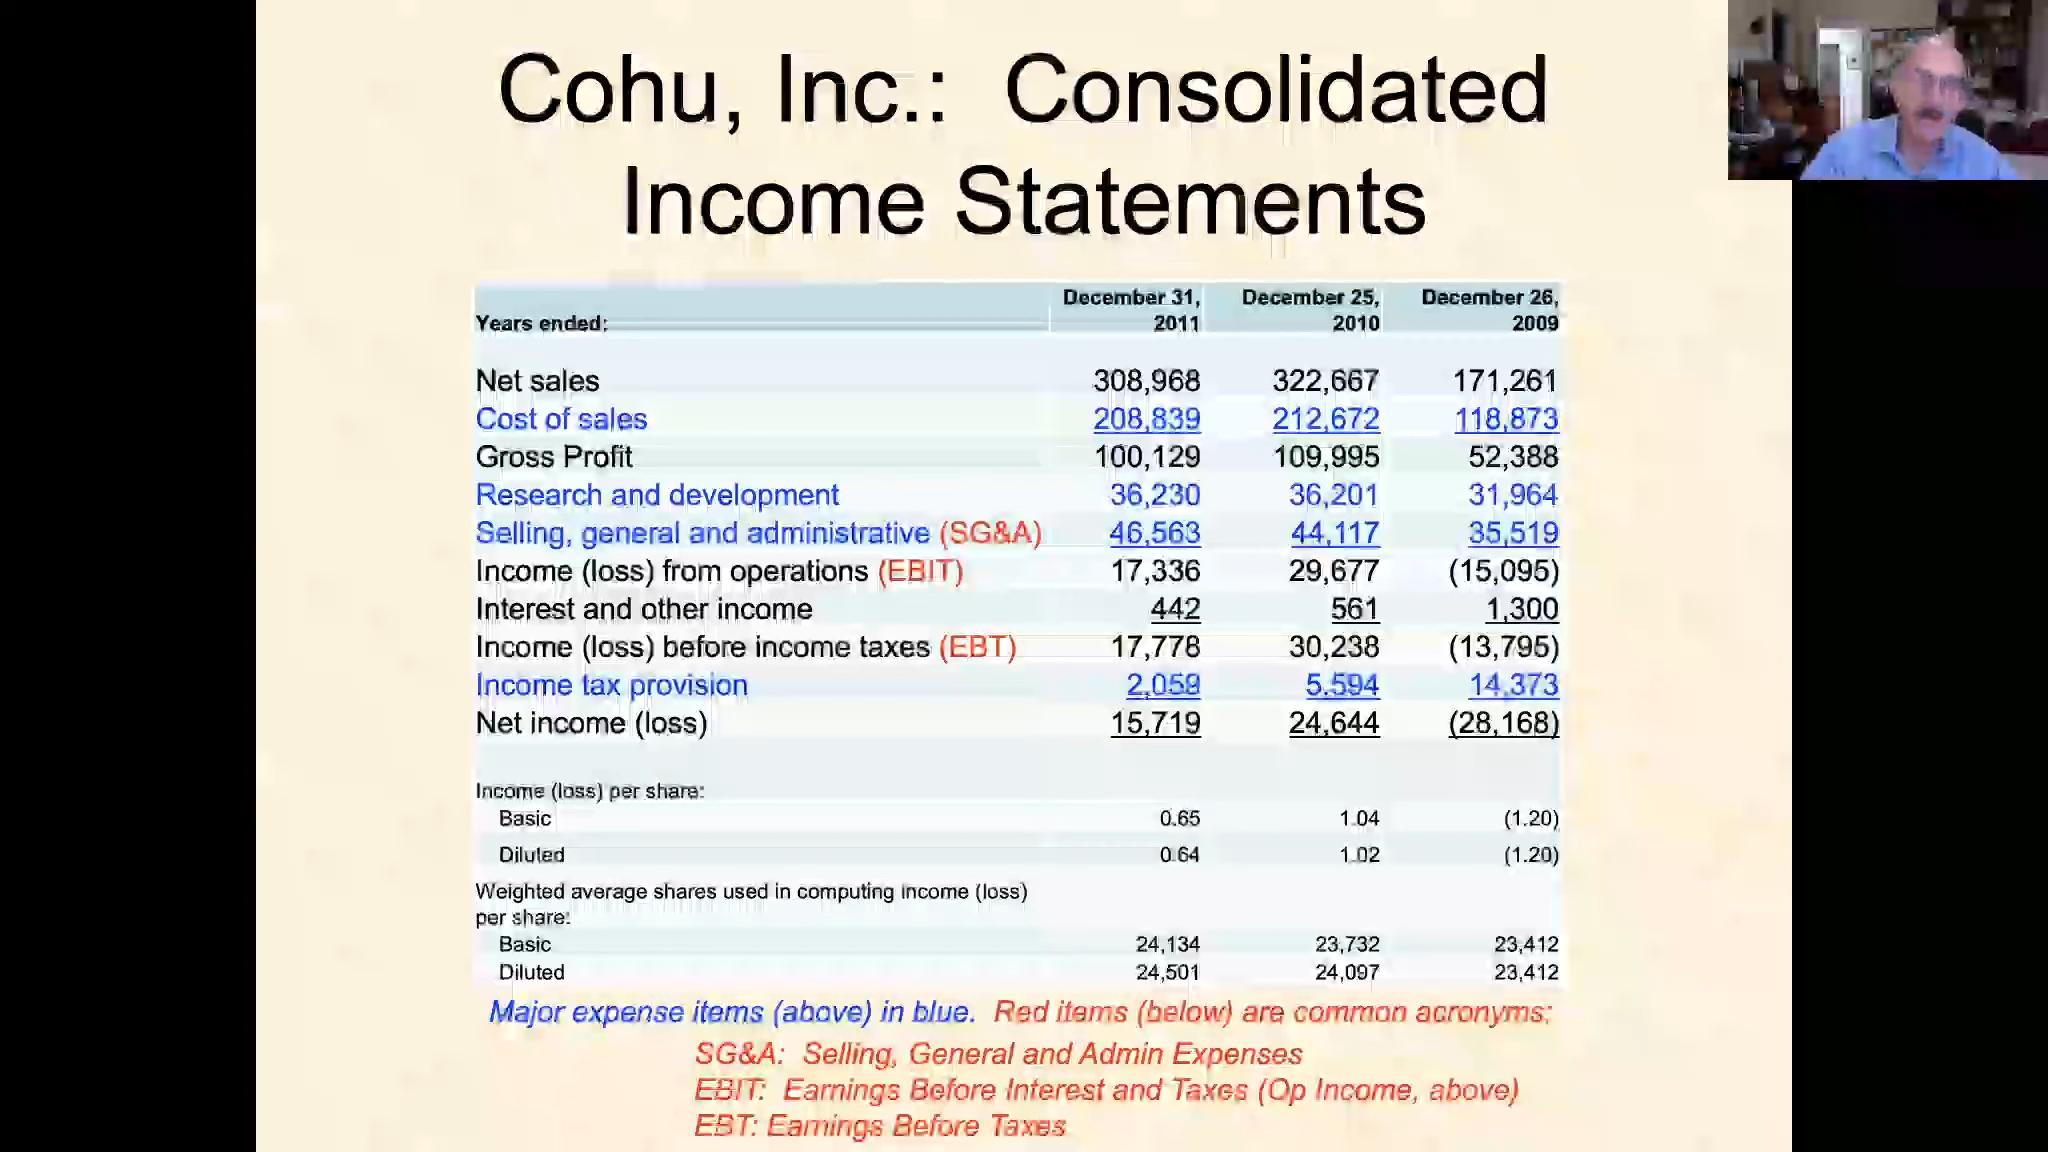 Cohu, Inc.: Consolidated
Income Statements
December 31, December 25, December 26,
Years ended: 2011 2010 2009
Net sales 308,968 322,667 171,261
Cost of sales 208,839 212,672 118,873
Gross Profit 100,129 109,995 52,388
Research and development 36,230 36,201 31,964
Selling, general and administrative (SG&A) 46,563 44,117 35,519
Income (loss) from operations (EBIT) 17,336 29,677 (15,095)
Interest and other income 442 561 1,300
Income (loss) before income taxes (EBT) 17,778 30,238 (13,795)
Income tax provision 2,059 5.594 14,373
Net income (loss) 15,719 24,644 (28,168)
Income (loss) per share:
Basic 0.65 1.04 (1.20)
Diluted 0.64 1.02 (1.20)
Weighted average shares used in computing income (loss)
per share:
Basic 24,134 23,732 23,412
Diluted 24,501 24,097 23,412
Major expense items (above) in blue. Red items (below) are common acronyms:
SG&A: Selling, General and Admin Expenses
EBIT: Earnings Before Interest and Taxes (Op Income, above)
EBT: Earnings Before Taxes